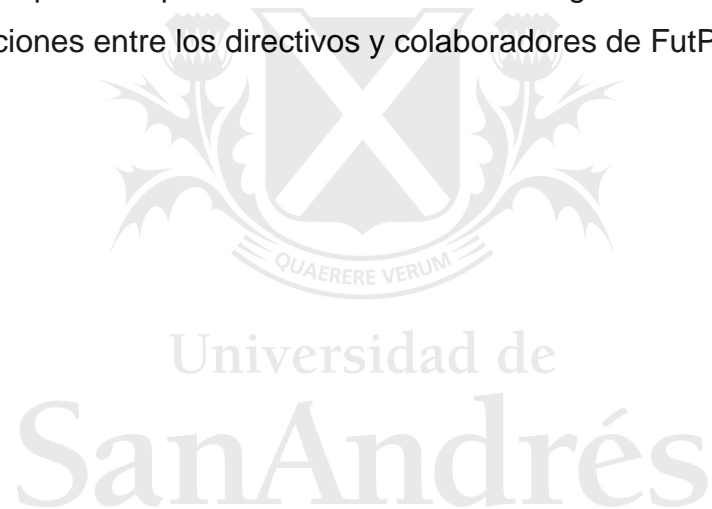 ciones entre los directivos y colaboradores de FutP
QUAERERE VERUM
Universidad de
SanAndrés